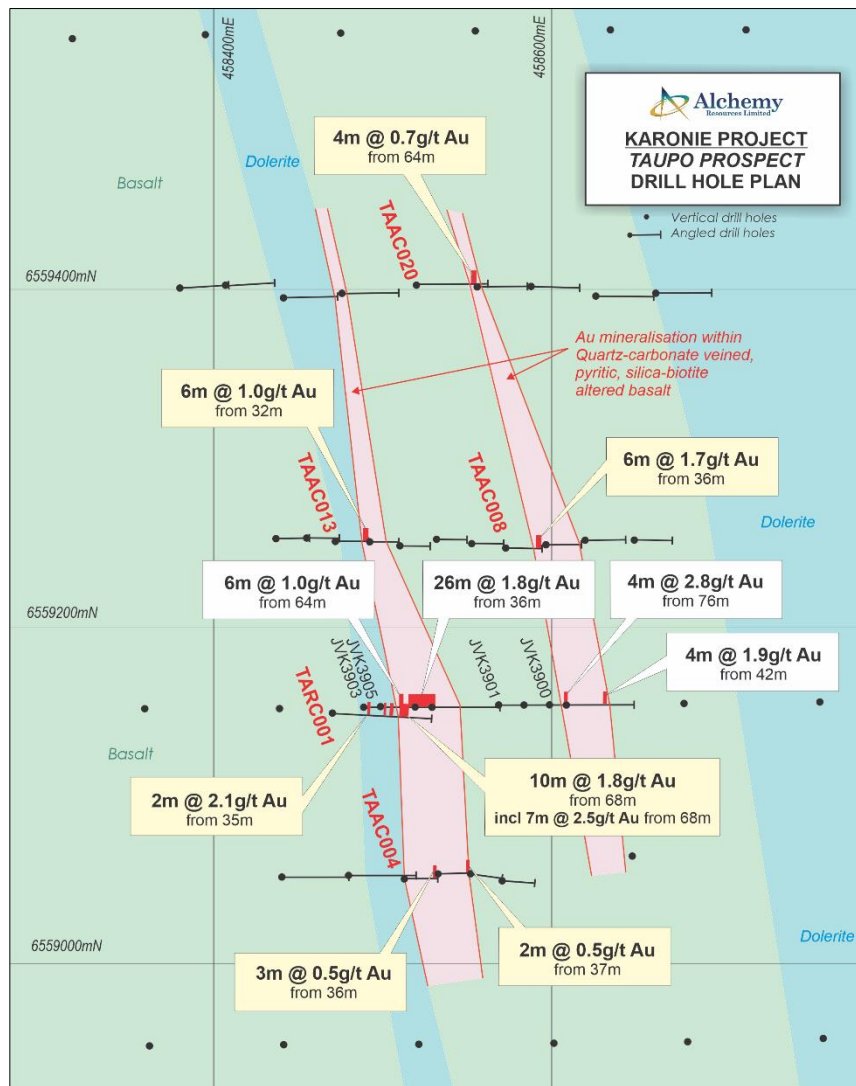 458400mE
458600mE
Alchemy
Resources Limited
KARONIE PROJECT
TAUPO PROSPECT
DRILL HOLE PLAN
Vertical drill holes
Angled drill holes
4m @ 0.7g/t Au
from 64m
Dolerite
Basalt
TAAC020
6559400mN
Au mineralisation within
Quartz-carbonate veined,
pyritic, silica-biotite
altered basalt
6m @ 1.0g/t Au
from 32m
TAAC013
TAAC008
6m @ 1.7g/t Au
from 36m
Dolerite
6m @ 1.0g/t Au
from 64m
26m @ 1.8g/t Au
from 36m
4m @ 2.8g/t Au
from 76m
6559200mN
4m @ 1.9g/t Au
from 42m
JVK3903
JVK3905
JVK3901
JVK3900
TARC001
Basalt
2m @ 2.1g/t Au
from 35m
10m @ 1.8g/t Au
from 68m
incl 7m @ 2.5g/t Au from 68m
TAAC004
6559000mN
3m @ 0.5g/t Au
from 36m
2m @ 0.5g/t Au
from 37m
Dolerite